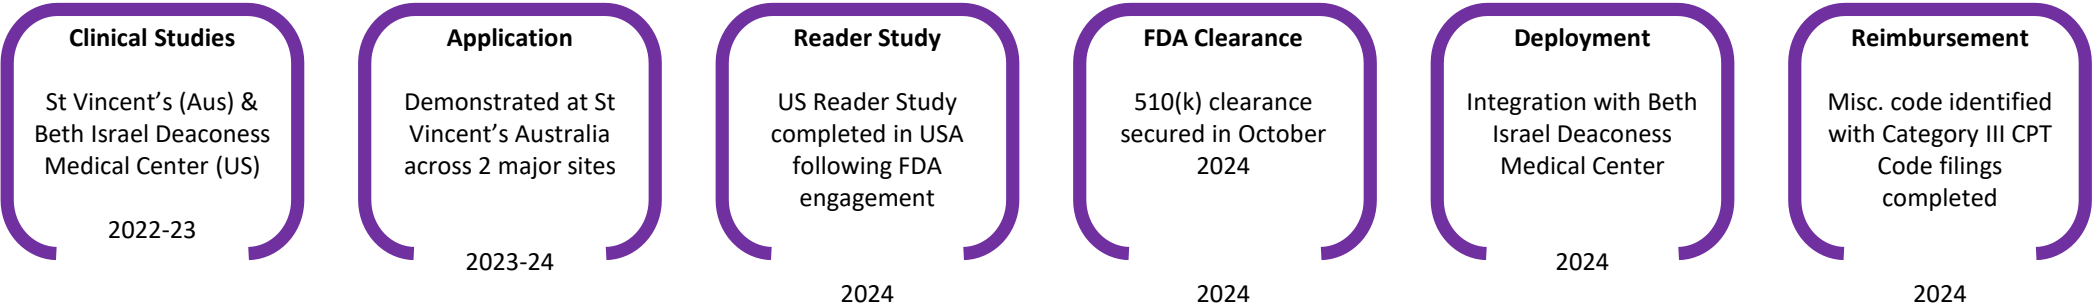 Clinical Studies
St Vincent’s (Aus) &
Beth Israel Deaconess
Medical Center (US)
2022-23
Application
Demonstrated at St
Vincent’s Australia
across 2 major sites
2023-24
Reader Study
US Reader Study
completed in USA
following FDA
engagement
2024
FDA Clearance
510(k) clearance
secured in October
2024
2024
Deployment
Integration with Beth
Israel Deaconess
Medical Center
2024
Reimbursement
Misc. code identified
with Category III CPT
Code filings
completed
2024